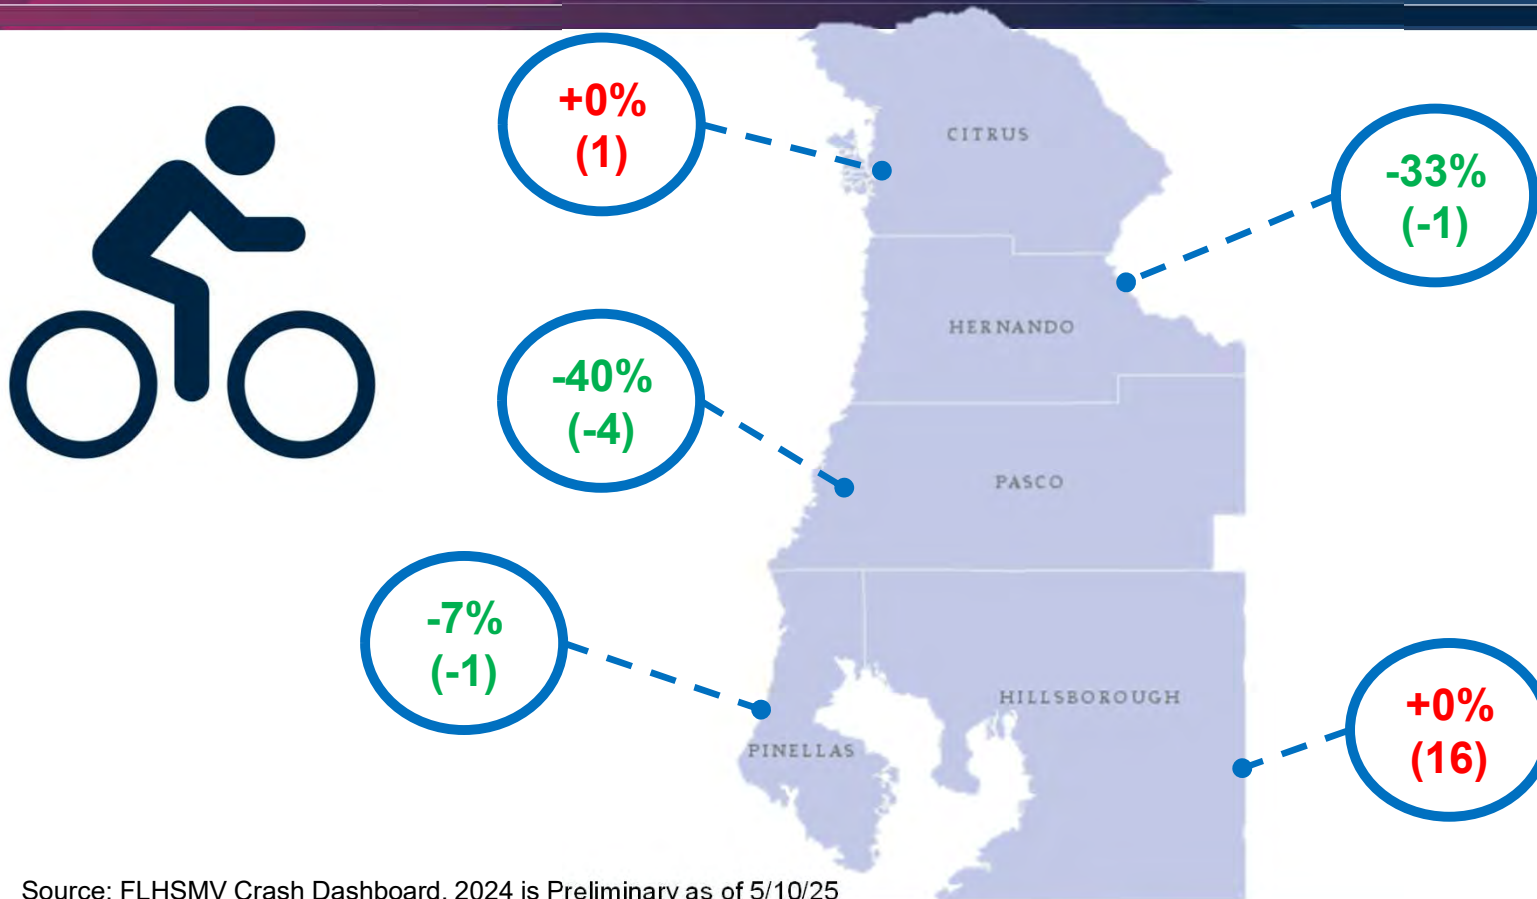 +0%
(1)
CITRUS
-33%
(-1)
HERNANDO
-40%
(-4)
PASCO
-7%
(-1)
HILLSBOROUGH
+0%
(16)
PINELLAS
Source: FLHSMV Crash Dashboard. 2024 is Preliminary as of 5/10/25